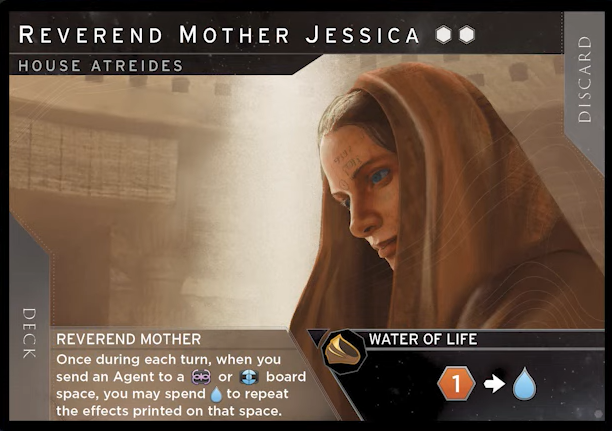 REVEREND MOTHER JESSICA
HOUSE ATREIDES
DISCARD
DECK
REVEREND MOTHER
Once during each turn, when you
send an Agent to a or board
space, you may spend to repeat
the effects printed on that space.
WATER OF LIFE
1